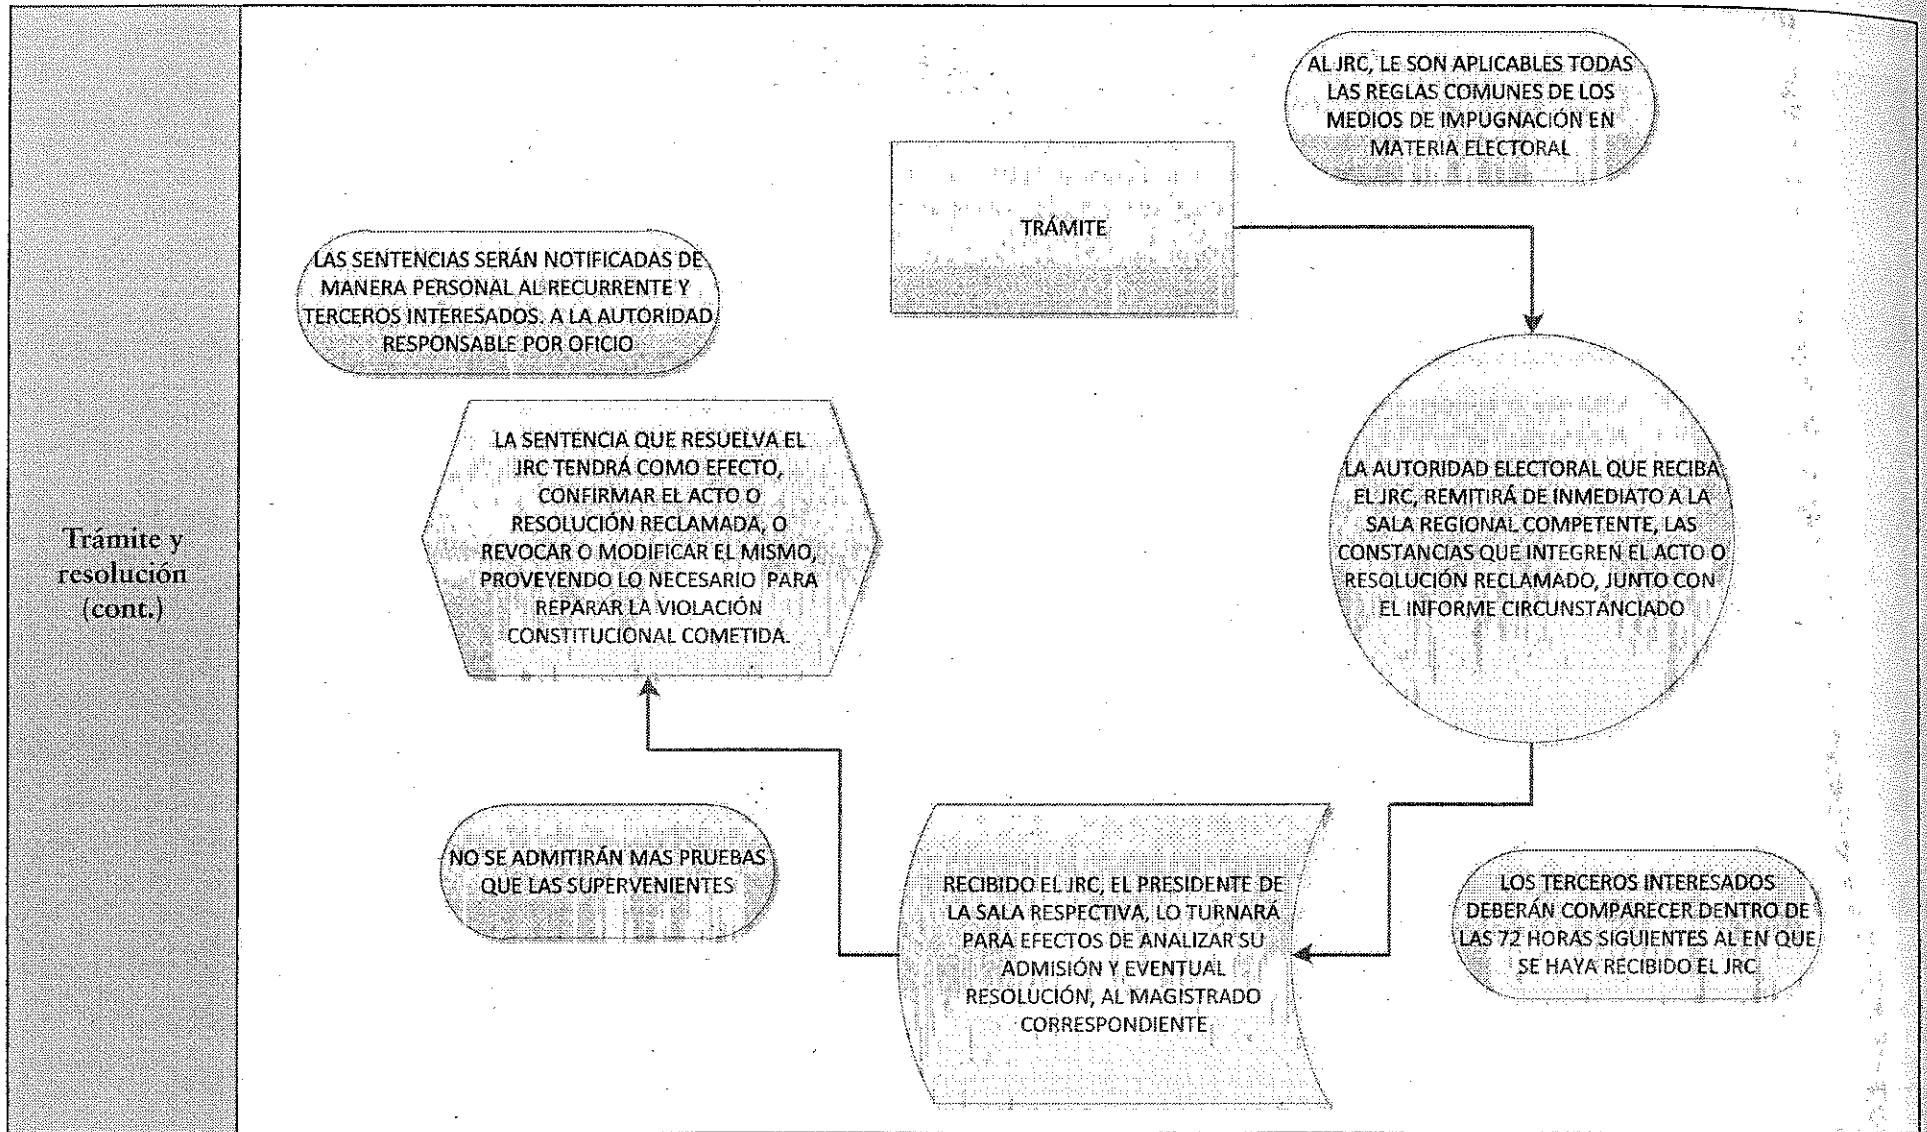 Trámite y
resolución
(cont.)
AL JRC, LE SON APLICABLES TODAS
LAS REGLAS COMUNES DE LOS
MEDIOS DE IMPUGNACIÓN EN
MATERIA ELECTORAL
TRÁMITE
LAS SENTENCIAS SERÁN NOTIFICADAS DE
MANERA PERSONAL AL RECURRENTE Y
TERCEROS INTERESADOS. A LA AUTORIDAD
RESPONSABLE POR OFICIO
LA AUTORIDAD ELECTORAL QUE RECIBA
EL JRC, REMITIRÁ DE INMEDIATO A LA
SALA REGIONAL COMPETENTE, LAS
CONSTANCIAS QUE INTEGREN EL ACTO O
RESOLUCIÓN RECLAMADO, JUNTO CON
EL INFORME CIRCUNSTANCIADO
LA SENTENCIA QUE RESUELVA EL
JRC TENDRÁ COMO EFECTO,
CONFIRMAR EL ACTO O
RESOLUCIÓN RECLAMADA, O
REVOCAR O MODIFICAR EL MISMO,
PROVEYENDO LO NECESARIO PARA
REPARAR LA VIOLACIÓN
CONSTITUCIONAL COMETIDA.
NO SE ADMITIRÁN MAS PRUEBAS
QUE LAS SUPERVENIENTES
RECIBIDO EL JRC, EL PRESIDENTE DE
LA SALA RESPECTIVA, LO TURNARÁ
PARA EFECTOS DE ANALIZAR SU
ADMISIÓN Y EVENTUAL
RESOLUCIÓN, AL MAGISTRADO
CORRESPONDIENTE
LOS TERCEROS INTERESADOS
DEBERÁN COMPARECER DENTRO DE
LAS 72 HORAS SIGUIENTES AL EN QUE
SE HAYA RECIBIDO EL JRC